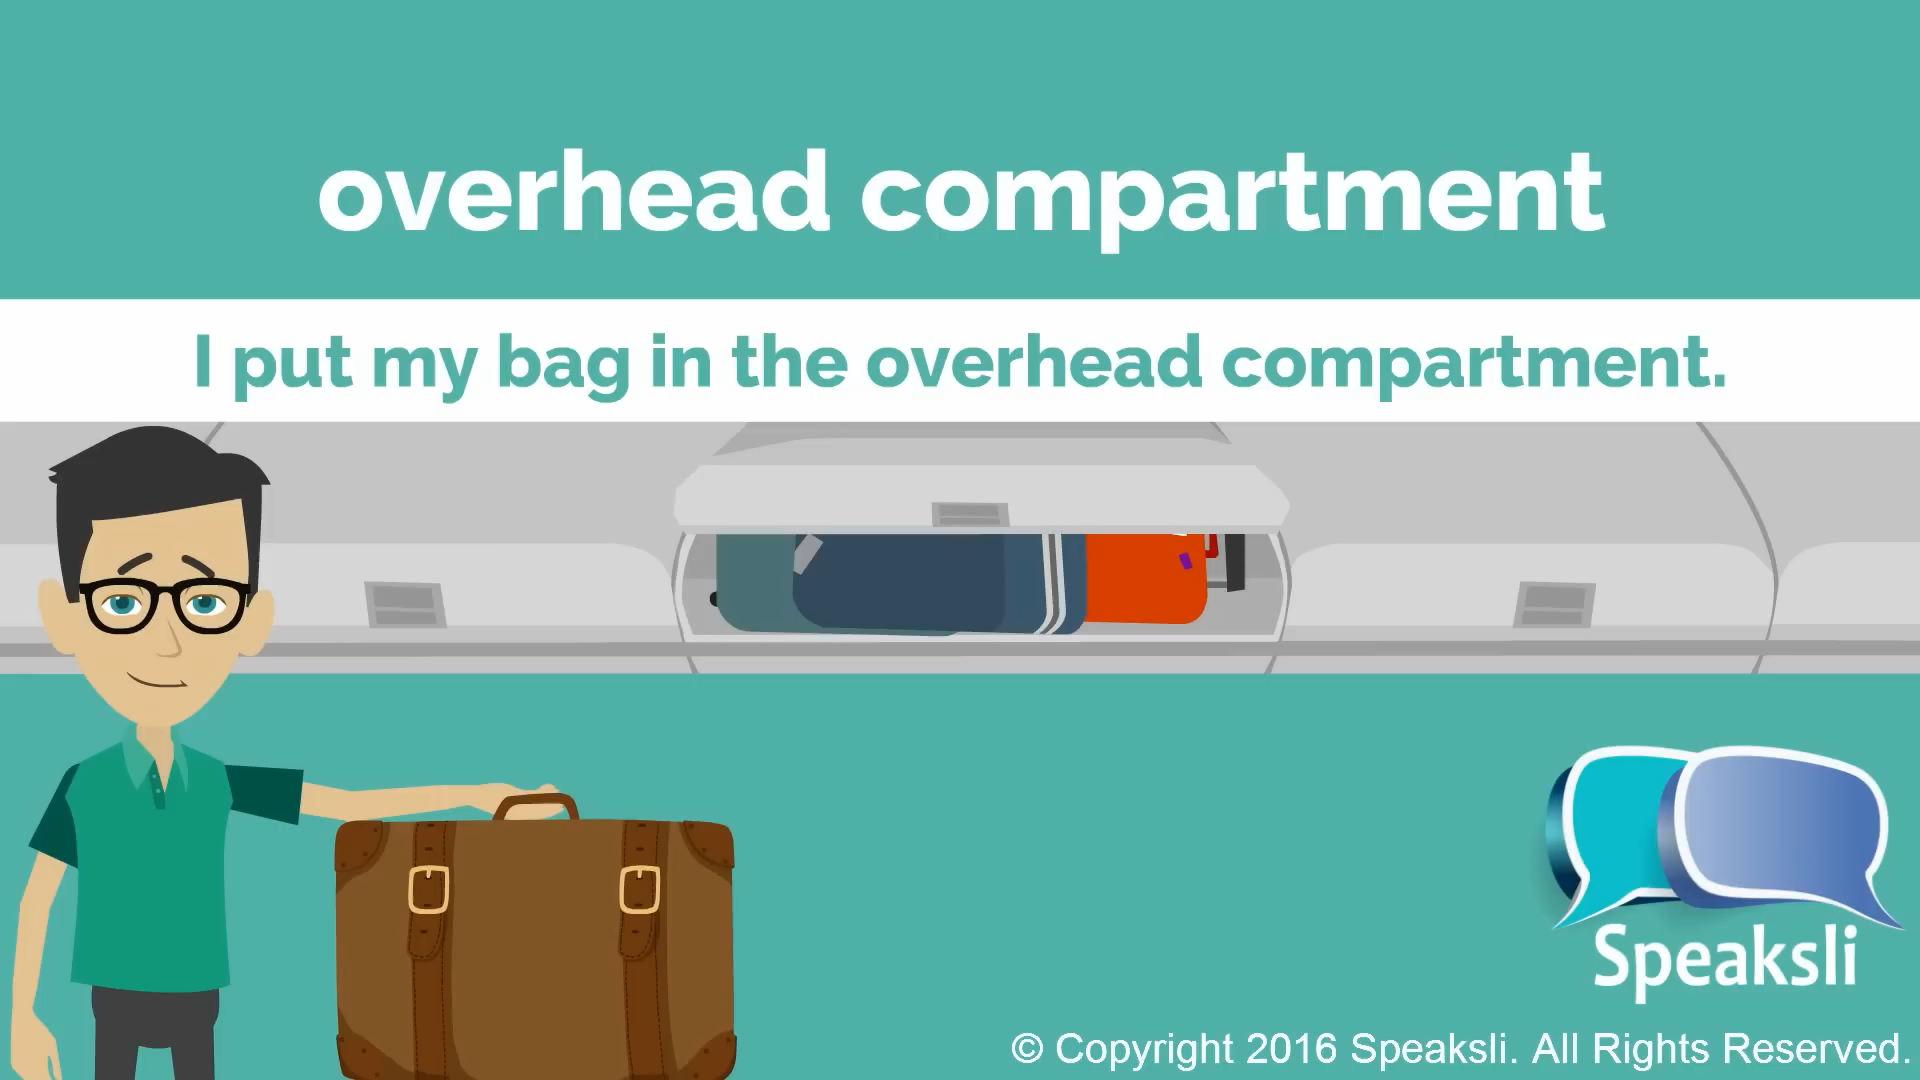 overhead compartment
I put my bag in the overhead compartment.
Speaksli
© Copyright 2016 Speaksli. All Rights Reserved.